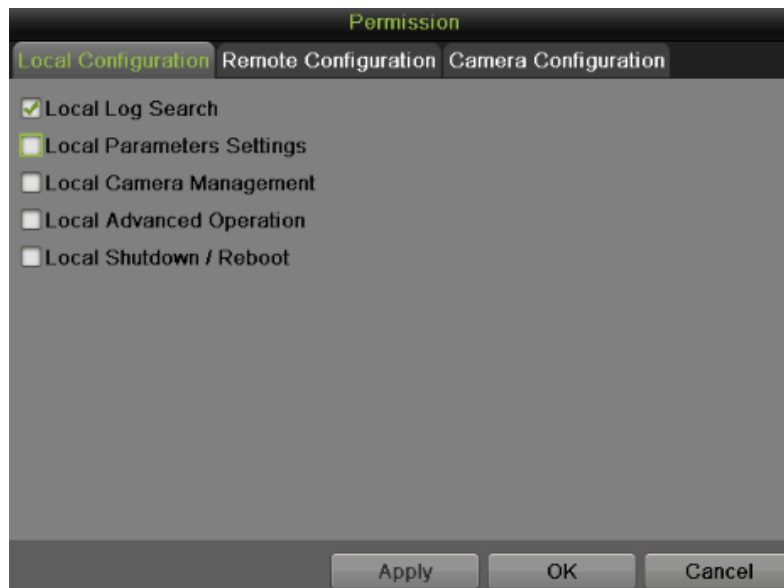 Permission
Local Configuration Remote Configuration Camera Configuration
Local Log Search
Local Parameters Settings
Local Camera Management
Local Advanced Operation
Local Shutdown / Reboot
Apply OK Cancel